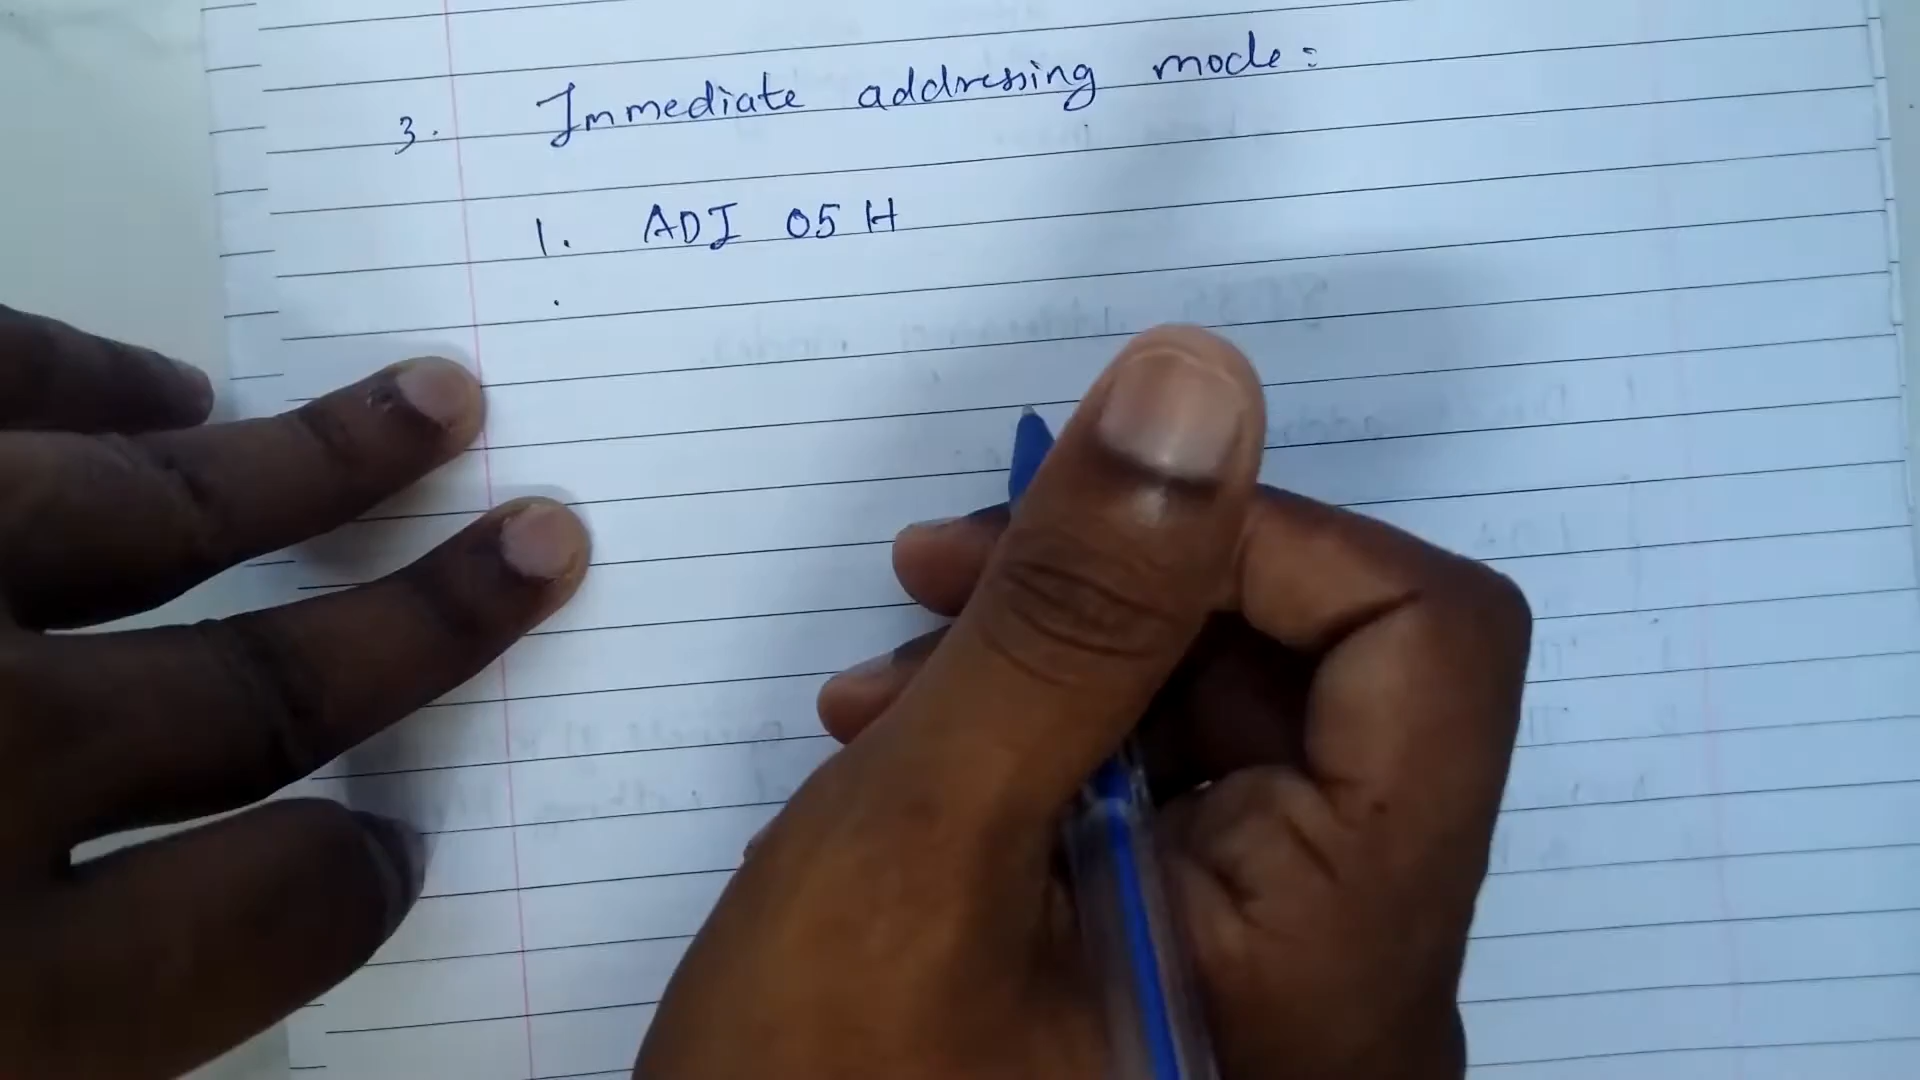 3. Immediate addressing mode:
1. ADI 05 H
.